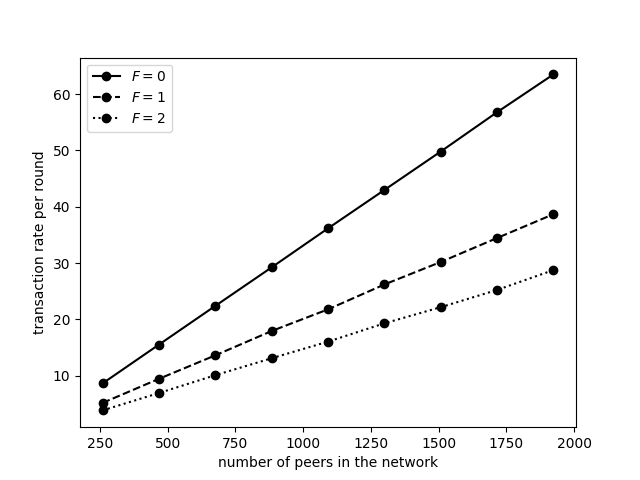 F = 0
F = 1
F = 2
60
50
40
30
20
10
transaction rate per round
250 500 750 1000 1250 1500 1750 2000
number of peers in the network